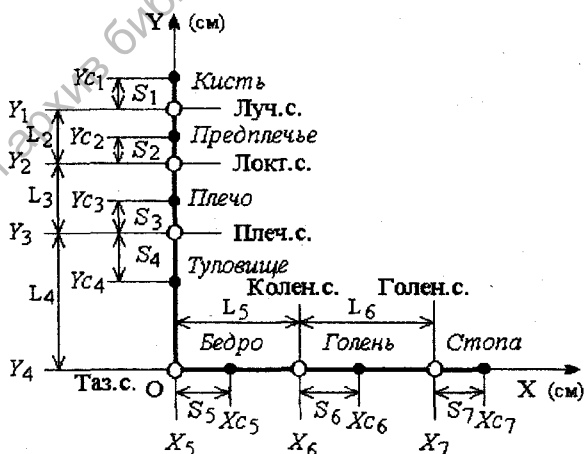 Y (см)
Yc1 S1 Кисть
Y1 Луч.с.
L2 Yc2 S2 Предплечье
Y2 Локт.с.
L3 Yc3 S3 Плечо
Y3 Плеч.с.
S4
Yc4 Туловище
L4 Колен.с. Голен.с.
L5 L6
Бедро Голень Стопа
Y4 Таз.с. O X (см)
S5 Xc5 S6 Xc6 S7 Xc7
X5 X6 X7
архив